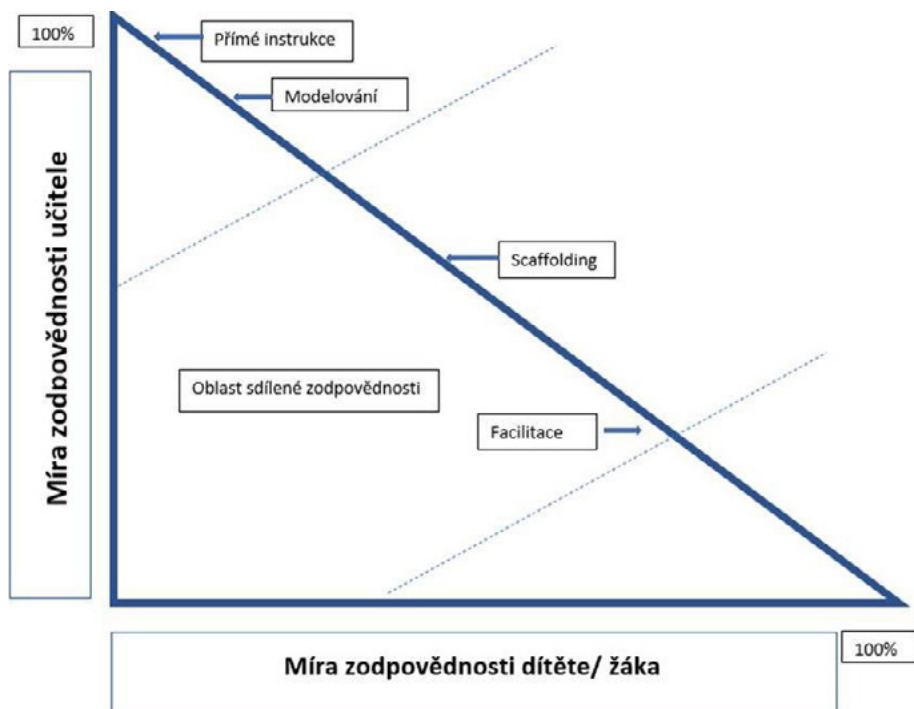 100%
Přímé instrukce
Modelování
Míra zodpovědnosti učitele
Scaffolding
Oblast sdílené zodpovědnosti
Facilitace
100%
Míra zodpovědnosti dítěte/ žáka